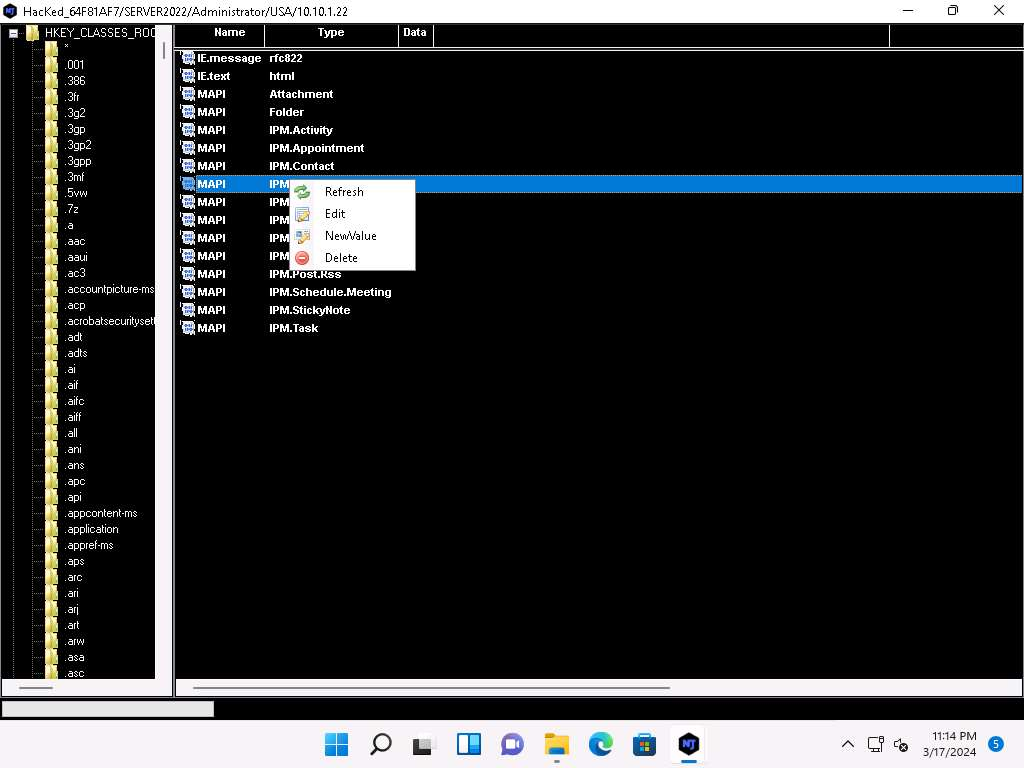 HacKed_64F81AF7/SERVER2022/Administrator/USA/10.10.1.22
HKEY_CLASSES_ROO
*
.001
.386
.3fr
.3g2
.3gp
.3gp2
.3gpp
.3mf
.5vw
.7z
.a
.aac
.aaui
.ac3
.accountpicture-ms
.acp
.acrobatsecuritysett
.adt
.adts
.ai
.aif
.aifc
.aiff
.all
.ani
.ans
.apc
.api
.appcontent-ms
.application
.appref-ms
.aps
.arc
.ari
.arj
.art
.arw
.asa
.asc
Name Type Data
IE.message rfc822
IE.text html
MAPI Attachment
MAPI Folder
MAPI IPM.Activity
MAPI IPM.Appointment
MAPI IPM.Contact
MAPI IPM
MAPI IPM
MAPI IPM
MAPI IPM
MAPI IPM
MAPI IPM.Post.Rss
MAPI IPM.Schedule.Meeting
MAPI IPM.StickyNote
MAPI IPM.Task
Refresh
Edit
NewValue
Delete
NJ
11:14 PM
3/17/2024
5